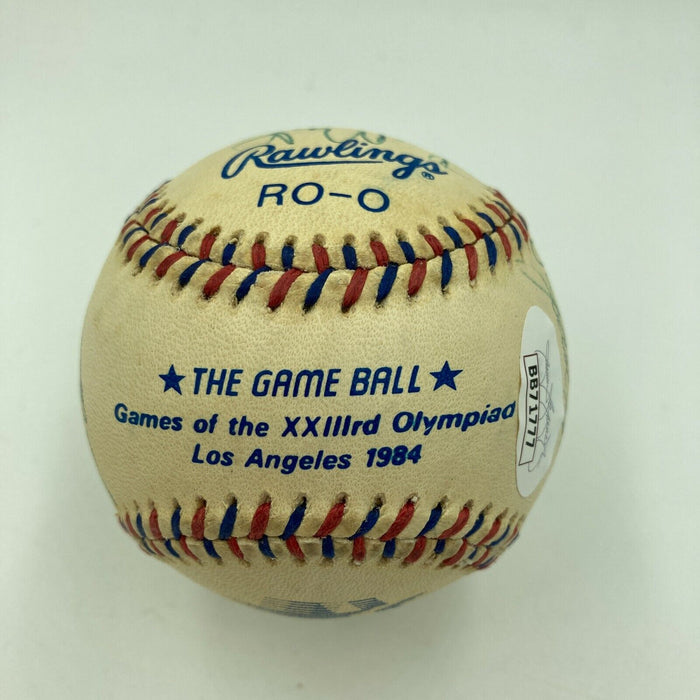 Rawlings®
RO-O
★THE GAME BALL★
Games of the XXIIIrd Olympiad
Los Angeles 1984
BB71777